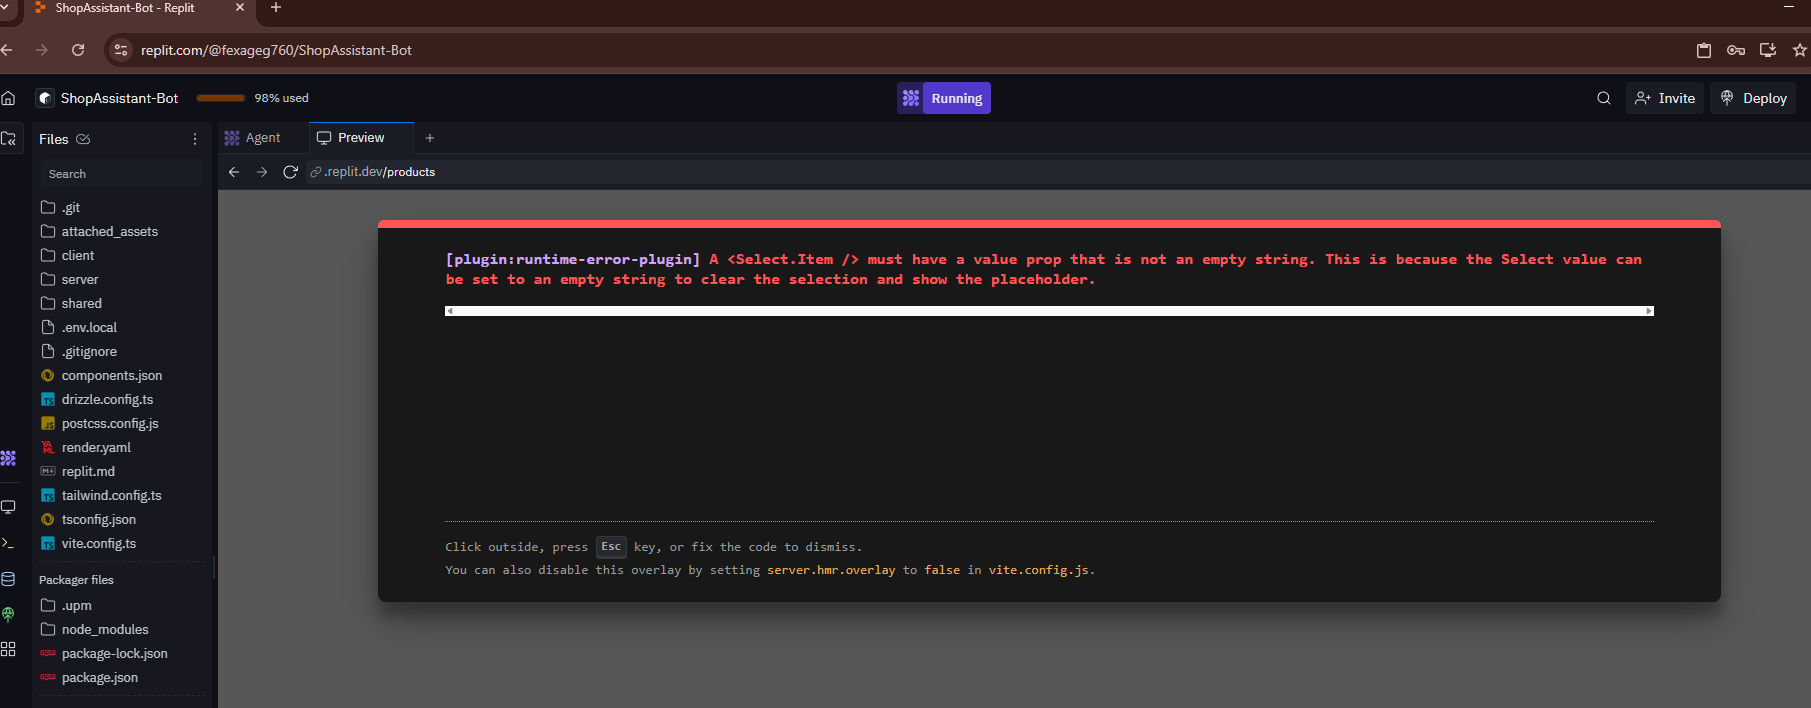 ShopAssistant-Bot - Replit
replit.com/@fexageg760/ShopAssistant-Bot
ShopAssistant-Bot
98% used
Running
Invite
Deploy
Files
Agent
Preview
Search
.replit.dev/products
.git
attached_assets
client
server
shared
.env.local
.gitignore
components.json
drizzle.config.ts
postcss.config.js
render.yaml
replit.md
tailwind.config.ts
tsconfig.json
vite.config.ts
Packager files
.upm
node_modules
package-lock.json
package.json
[plugin:runtime-error-plugin] A <Select.Item /> must have a value prop that is not an empty string. This is because the Select value can
be set to an empty string to clear the selection and show the placeholder.
Click outside, press Esc key, or fix the code to dismiss.
You can also disable this overlay by setting server.hmr.overlay to false in vite.config.js.